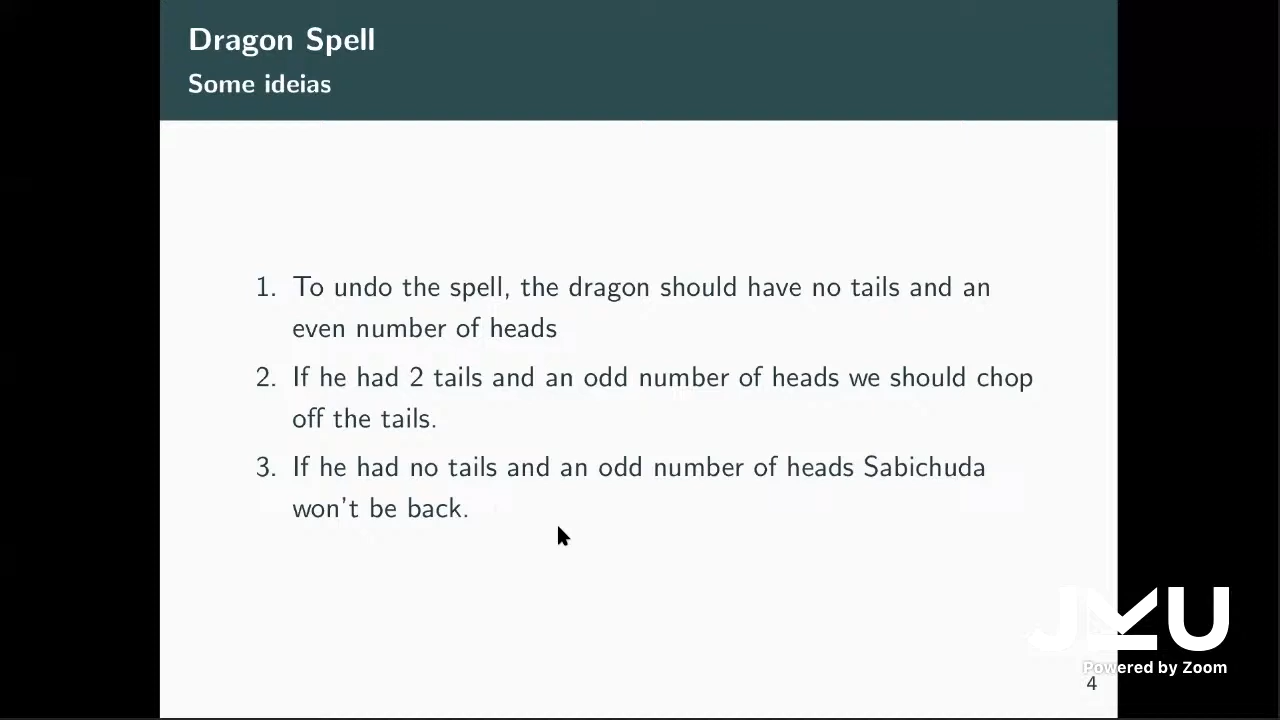 Dragon Spell
Some ideias
1. To undo the spell, the dragon should have no tails and an
even number of heads
2. If he had 2 tails and an odd number of heads we should chop
off the tails.
3. If he had no tails and an odd number of heads Sabichuda
won't be back.
JKU
Powered by Zoom
4